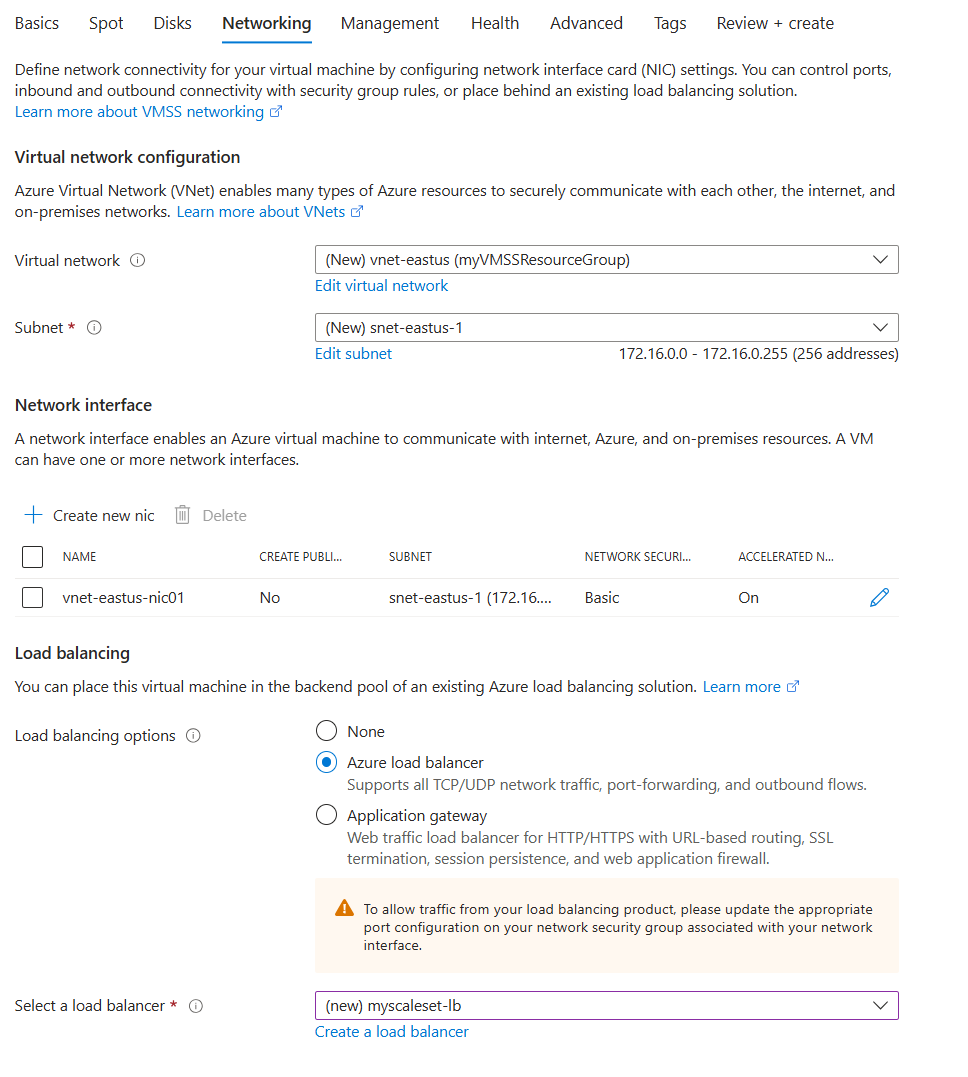 Basics Spot Disks Networking Management Health Advanced Tags Review + create
Define network connectivity for your virtual machine by configuring network interface card (NIC) settings. You can control ports,
inbound and outbound connectivity with security group rules, or place behind an existing load balancing solution.
Learn more about VMSS networking
Virtual network configuration
Azure Virtual Network (VNet) enables many types of Azure resources to securely communicate with each other, the internet, and
on-premises networks. Learn more about VNets
Virtual network (New) vnet-eastus (myVMSSResourceGroup)
Edit virtual network
Subnet * (New) snet-eastus-1
Edit subnet 172.16.0.0 - 172.16.0.255 (256 addresses)
Network interface
A network interface enables an Azure virtual machine to communicate with internet, Azure, and on-premises resources. A VM
can have one or more network interfaces.
Create new nic Delete
NAME CREATE PUBLI... SUBNET NETWORK SECURI... ACCELERATED N...
vnet-eastus-nic01 No snet-eastus-1 (172.16.... Basic On
Load balancing
You can place this virtual machine in the backend pool of an existing Azure load balancing solution. Learn more
Load balancing options None
Azure load balancer
Supports all TCP/UDP network traffic, port-forwarding, and outbound flows.
Application gateway
Web traffic load balancer for HTTP/HTTPS with URL-based routing, SSL
termination, session persistence, and web application firewall.
To allow traffic from your load balancing product, please update the appropriate
port configuration on your network security group associated with your network
interface.
Select a load balancer * (new) myscaleset-lb
Create a load balancer